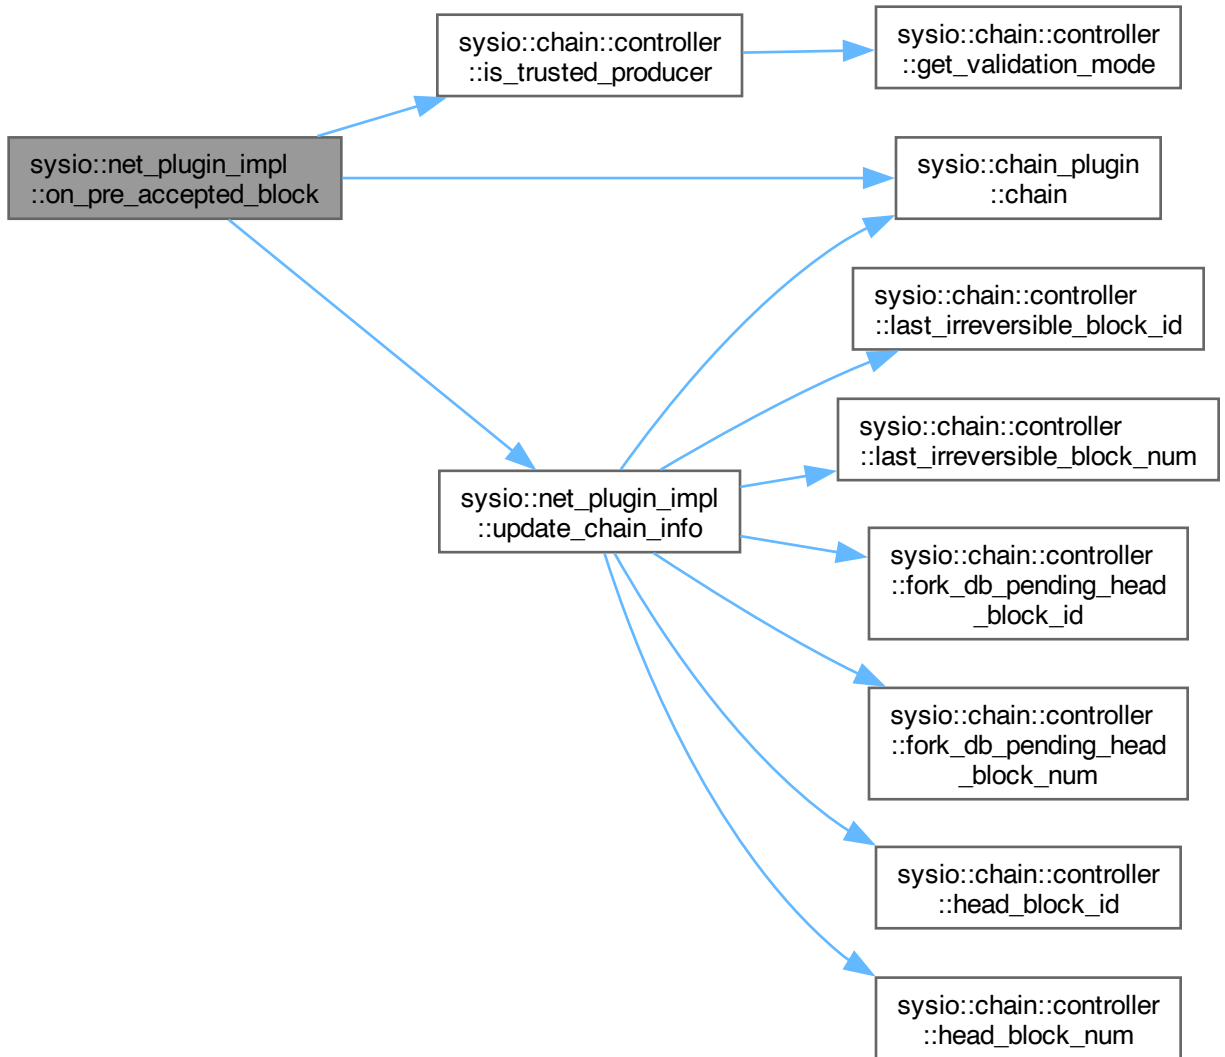 sysio::chain::controller
::is_trusted_producer
sysio::chain::controller
::get_validation_mode
sysio::net_plugin_impl
::on_pre_accepted_block
sysio::chain_plugin
::chain
sysio::chain::controller
::last_irreversible_block_id
sysio::chain::controller
::last_irreversible_block_num
sysio::net_plugin_impl
::update_chain_info
sysio::chain::controller
::fork_db_pending_head
_block_id
sysio::chain::controller
::fork_db_pending_head
_block_num
sysio::chain::controller
::head_block_id
sysio::chain::controller
::head_block_num